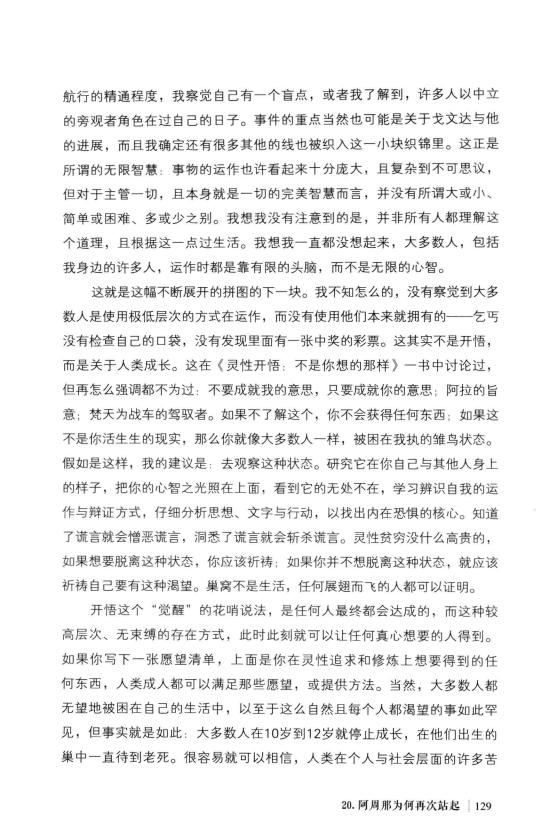 航行的精通程度，我察觉自己有一个盲点，或者我了解到，许多人以中立
的旁观者角色在过自己的日子。事件的重点当然也可能是关于戈文达与他
的进展，而且我确定还有很多其他的线也被织入这一小块织锦里。这正是
所谓的无限智慧：事物的运作也许看起来十分庞大，且复杂到不可思议，
但对于主管一切，且本身就是一切的完美智慧而言，并没有所谓大或小、
简单或困难、多或少之别。我想我没有注意到的是，并非所有人都理解这
个道理，且根据这一点过生活。我想我一直都没想起来，大多数人，包括
我身边的许多人，运作时都是靠有限的头脑，而不是无限的心智。
这就是这幅不断展开的拼图的下一块。我不知怎么的，没有察觉到大多
数人是使用极低层次的方式在运作，而没有使用他们本来就拥有的——乞丐
没有检查自己的口袋，没有发现里面有一张中奖的彩票。这其实不是开悟，
而是关于人类成长。这在《灵性开悟：不是你想的那样》一书中讨论过，
但再怎么强调都不为过：不要成就我的意思，只要成就你的意思；阿拉的旨
意；梵天为战车的驾驭者。如果不了解这个，你不会获得任何东西；如果这
不是你活生生的现实，那么你就像大多数人一样，被困在我执的雏鸟状态。
假如是这样，我的建议是：去观察这种状态。研究它在你自己与其他人身上
的样子，把你的心智之光照在上面，看到它的无处不在，学习辨识自我的运
作与辩证方式，仔细分析思想、文字与行动，以找出内在恐惧的核心。知道
了谎言就会憎恶谎言，洞悉了谎言就会斩杀谎言。灵性贫穷没什么高贵的，
如果想要脱离这种状态，你应该祈祷；如果你并不想脱离这种状态，就应该
祈祷自己要有这种渴望。巢窝不是生活，任何展翅而飞的人都可以证明。
开悟这个“觉醒”的花哨说法，是任何人最终都会达成的，而这种较
高层次、无束缚的存在方式，此时此刻就可以让任何真心想要的人得到。
如果你写下一张愿望清单，上面是你在灵性追求和修炼上想要得到的任
何东西，人类成人都可以满足那些愿望，或提供方法。当然，大多数人都
无望地被困在自己的生活中，以至于这么自然且每个人都渴望的事如此罕
见，但事实就是如此：大多数人在10岁到12岁就停止成长，在他们出生的
巢中一直待到老死。很容易就可以相信，人类在个人与社会层面的许多苦
20. 阿周那为何再次站起 | 129